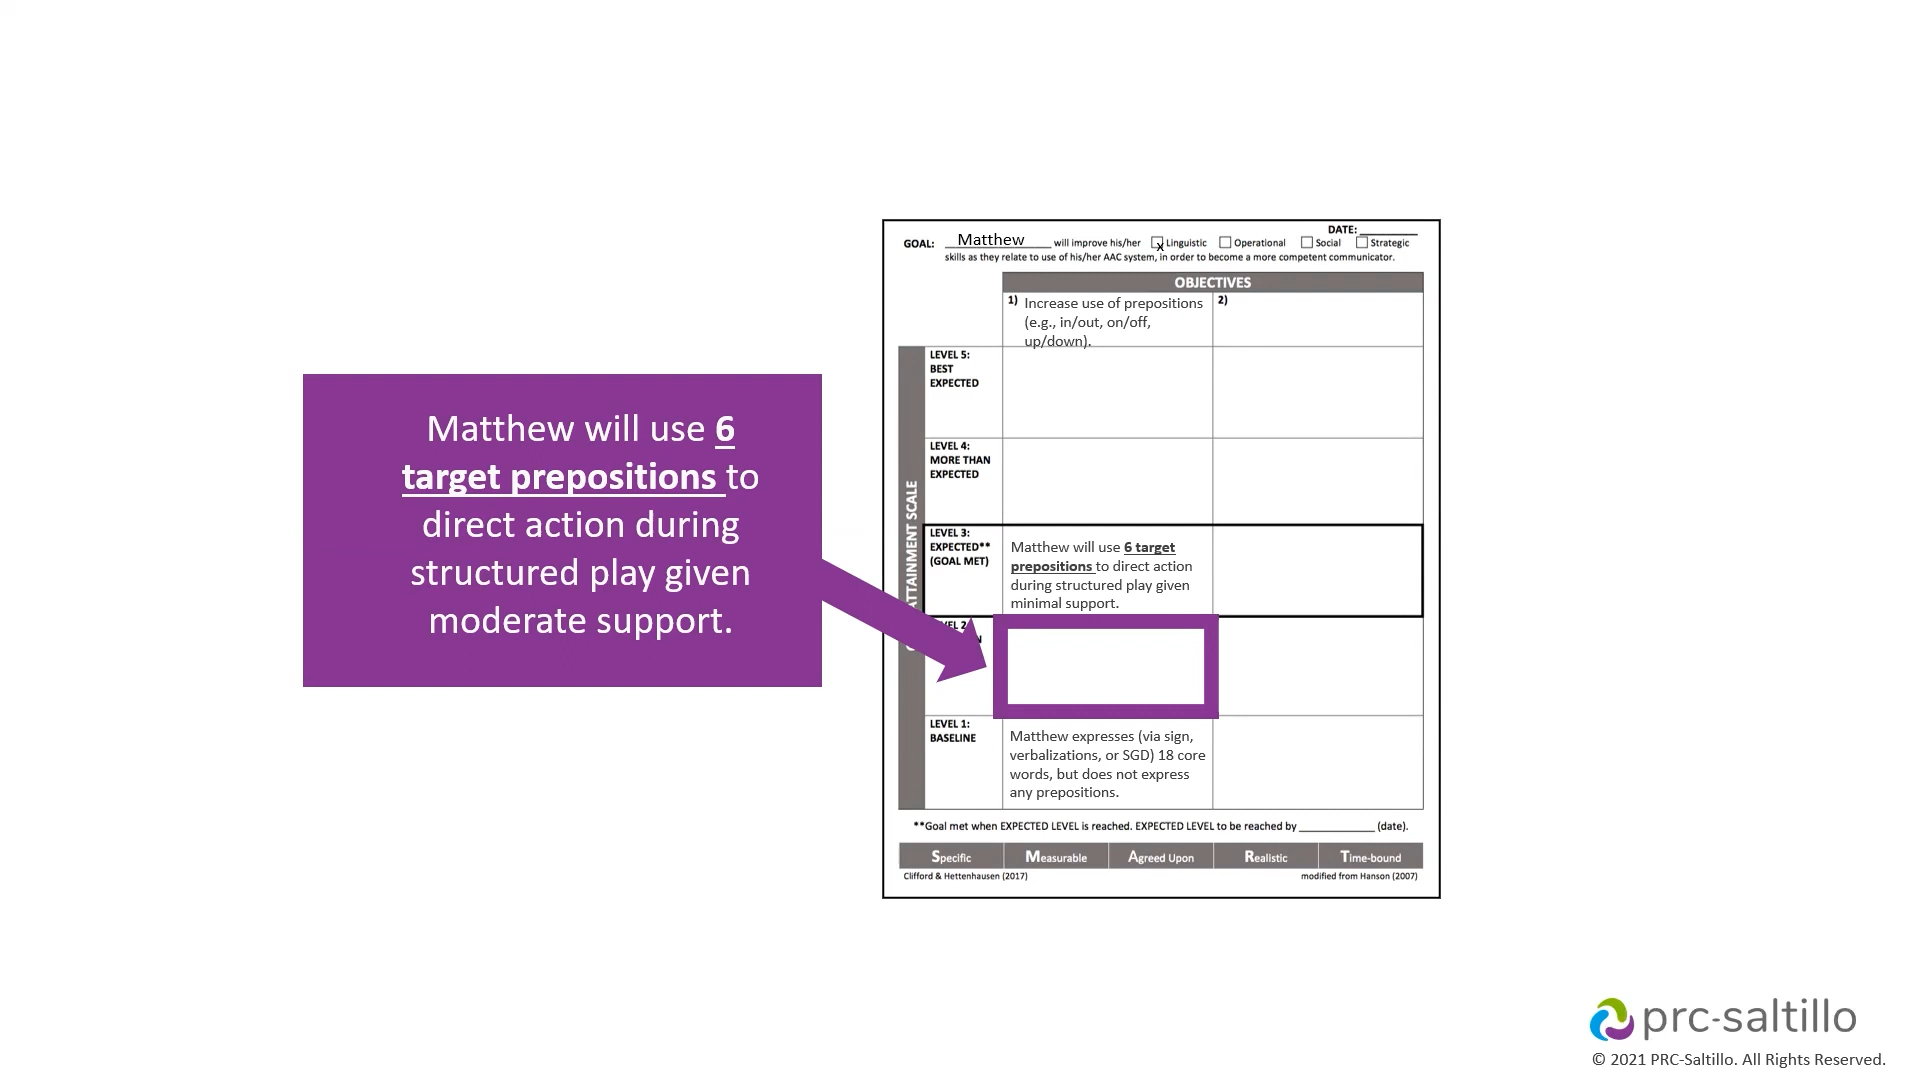 Matthew will use 6
target prepositions to
direct action during
structured play given
moderate support.
DATE:
GOAL: Matthew will improve his/her x Linguistic Operational Social Strategic
skills as they relate to use of his/her AAC system, in order to become a more competent communicator.
OBJECTIVES
1) Increase use of prepositions
(e.g., in/out, on/off,
up/down).
2)
LEVEL 5:
BEST
EXPECTED
LEVEL 4:
MORE THAN
EXPECTED
ATTAINMENT SCALE
LEVEL 3:
EXPECTED**
(GOAL MET)
Matthew will use 6 target
prepositions to direct action
during structured play given
minimal support.
LEVEL 1:
BASELINE
Matthew expresses (via sign,
verbalizations, or SGD) 18 core
words, but does not express
any prepositions.
**Goal met when EXPECTED LEVEL is reached. EXPECTED LEVEL to be reached by ______________ (date).
Specific Measurable Agreed Upon Realistic Time-bound
Clifford & Hettenhausen (2017) modified from Hanson (2007)
prc-saltillo
© 2021 PRC-Saltillo. All Rights Reserved.